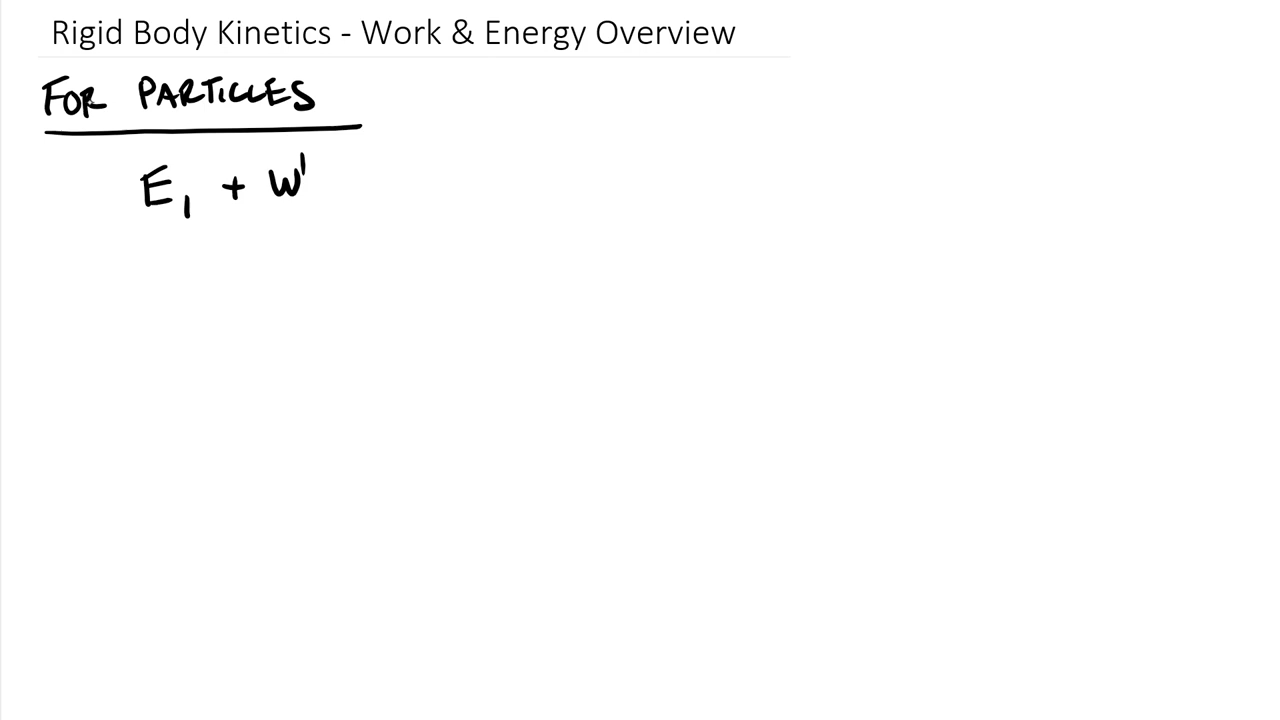 Rigid Body Kinetics - Work & Energy Overview
FOR PARTICLES
E₁ + W'